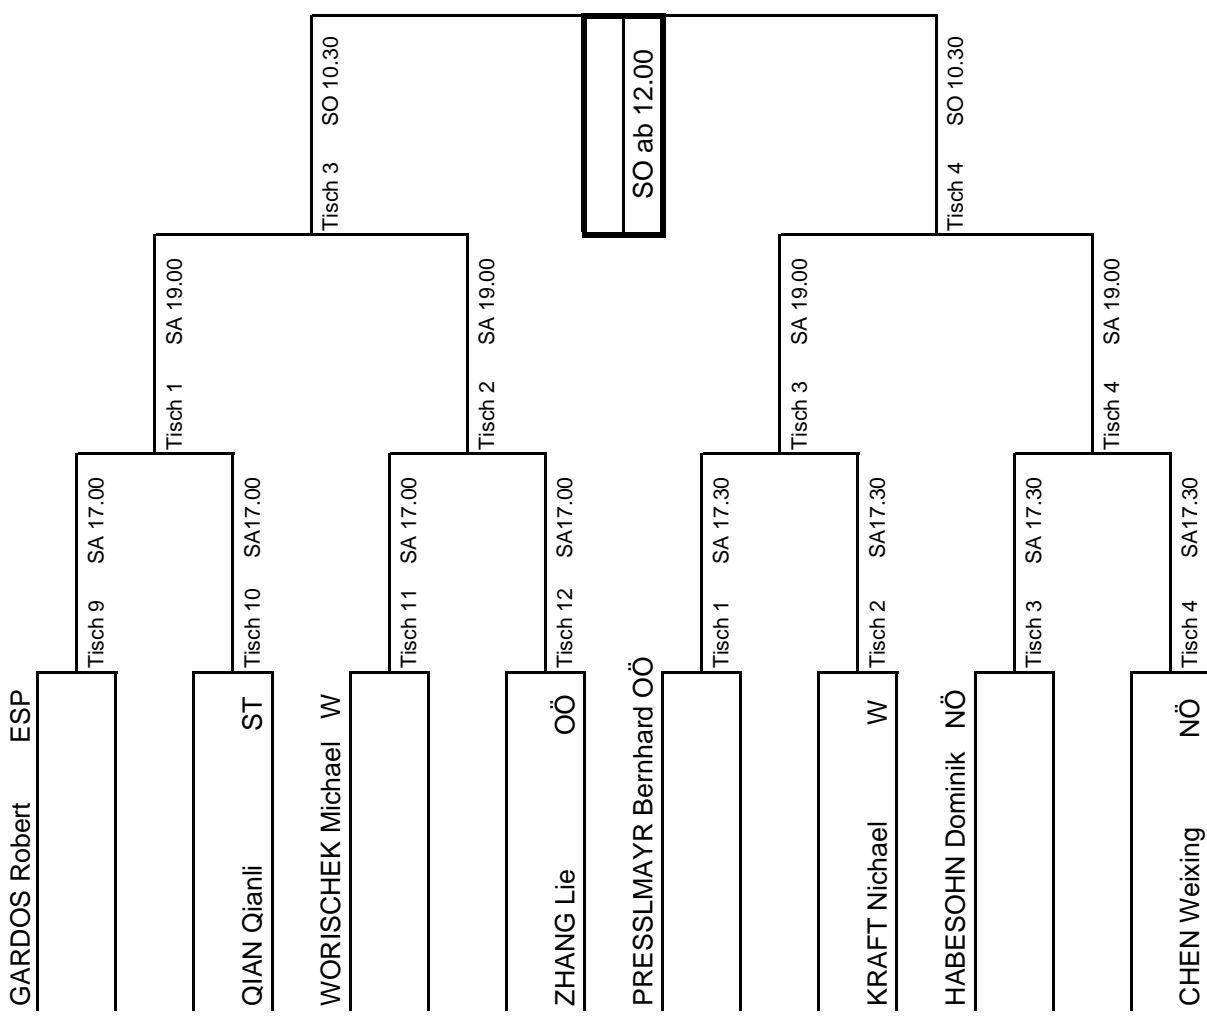 GARDOS Robert ESP
Tisch 9 SA 17.00
QIAN Qianli ST
Tisch 10 SA17.00
Tisch 1 SA 19.00
WORISCHEK Michael W
Tisch 11 SA 17.00
ZHANG Lie OÖ
Tisch 12 SA17.00
Tisch 2 SA 19.00
Tisch 3 SO 10.30
PRESSLMAYR Bernhard OÖ
Tisch 1 SA 17.30
KRAFT Nichael W
Tisch 2 SA17.30
Tisch 3 SA 19.00
HABESOHN Dominik NÖ
Tisch 3 SA 17.30
CHEN Weixing NÖ
Tisch 4 SA17.30
Tisch 4 SA 19.00
Tisch 4 SO 10.30
SO ab 12.00